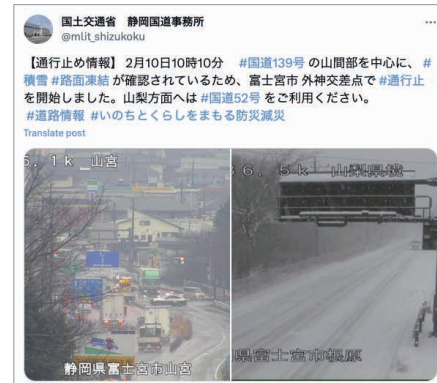 国土交通省 静岡国道事務所
@mlit_shizukoku
【通行止め情報】 2月10日10時10分 #国道139号 の山間部を中心に、#
積雪 #路面凍結 が確認されているため、富士宮市 外神交差点で #通行止
を開始しました。山梨方面へは #国道52号 をご利用ください。
#道路情報 #いのちとくらしをまもる防災減災
Translate post
5.1k 山宮
36.5k 山梨県境
静岡県富士宮市山宮
県富士宮市根原